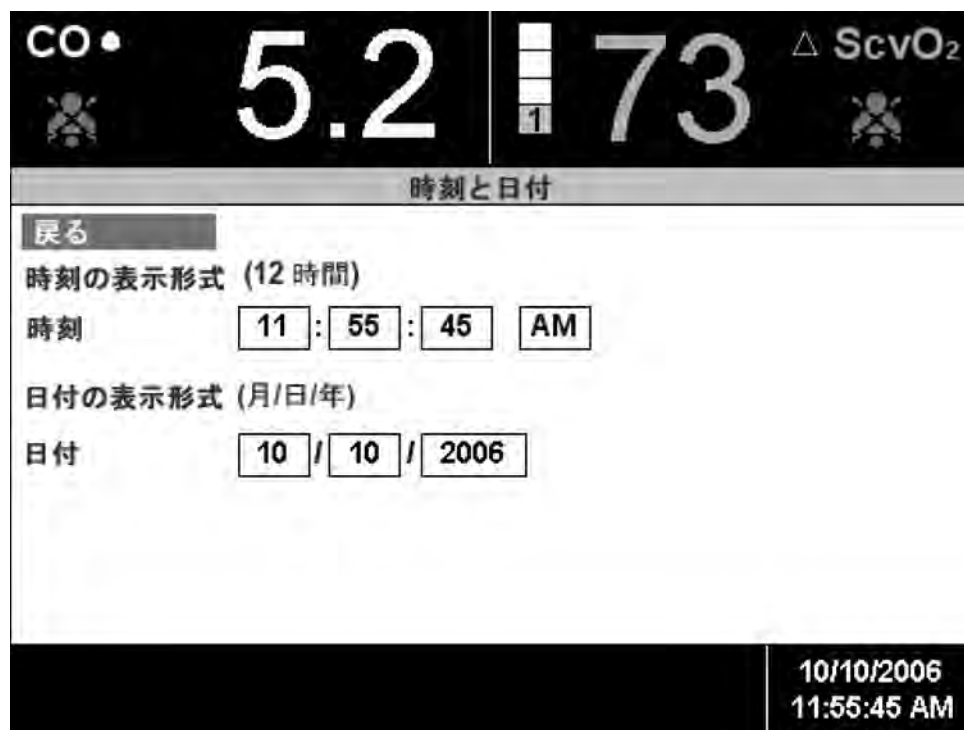 CO 5.2 1 73 △ ScvO₂
時刻と日付
戻る
時刻の表示形式 (12 時間)
時刻 11 : 55 : 45 AM
日付の表示形式 (月/日/年)
日付 10 / 10 / 2006
10/10/2006
11:55:45 AM